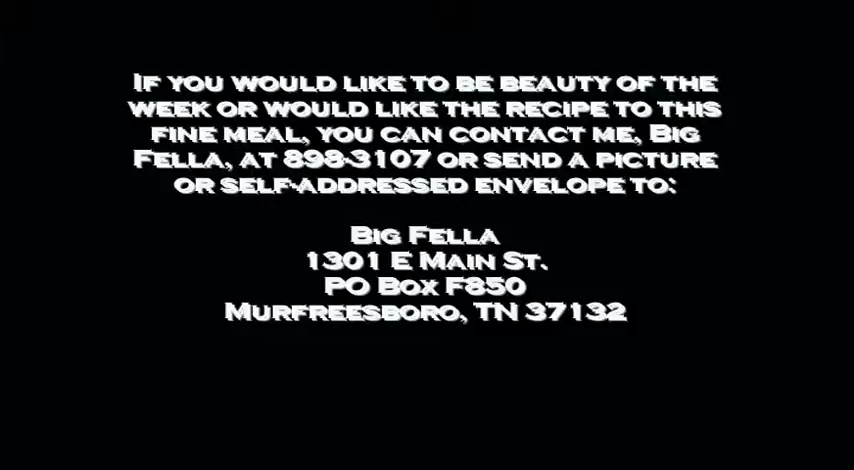 If you would like to be beauty of the
week or would like the recipe to this
fine meal, you can contact me, Big
Fella, at 898-3107 or send a picture
or self-addressed envelope to:
Big Fella
1301 E Main St.
PO Box F850
Murfreesboro, TN 37132